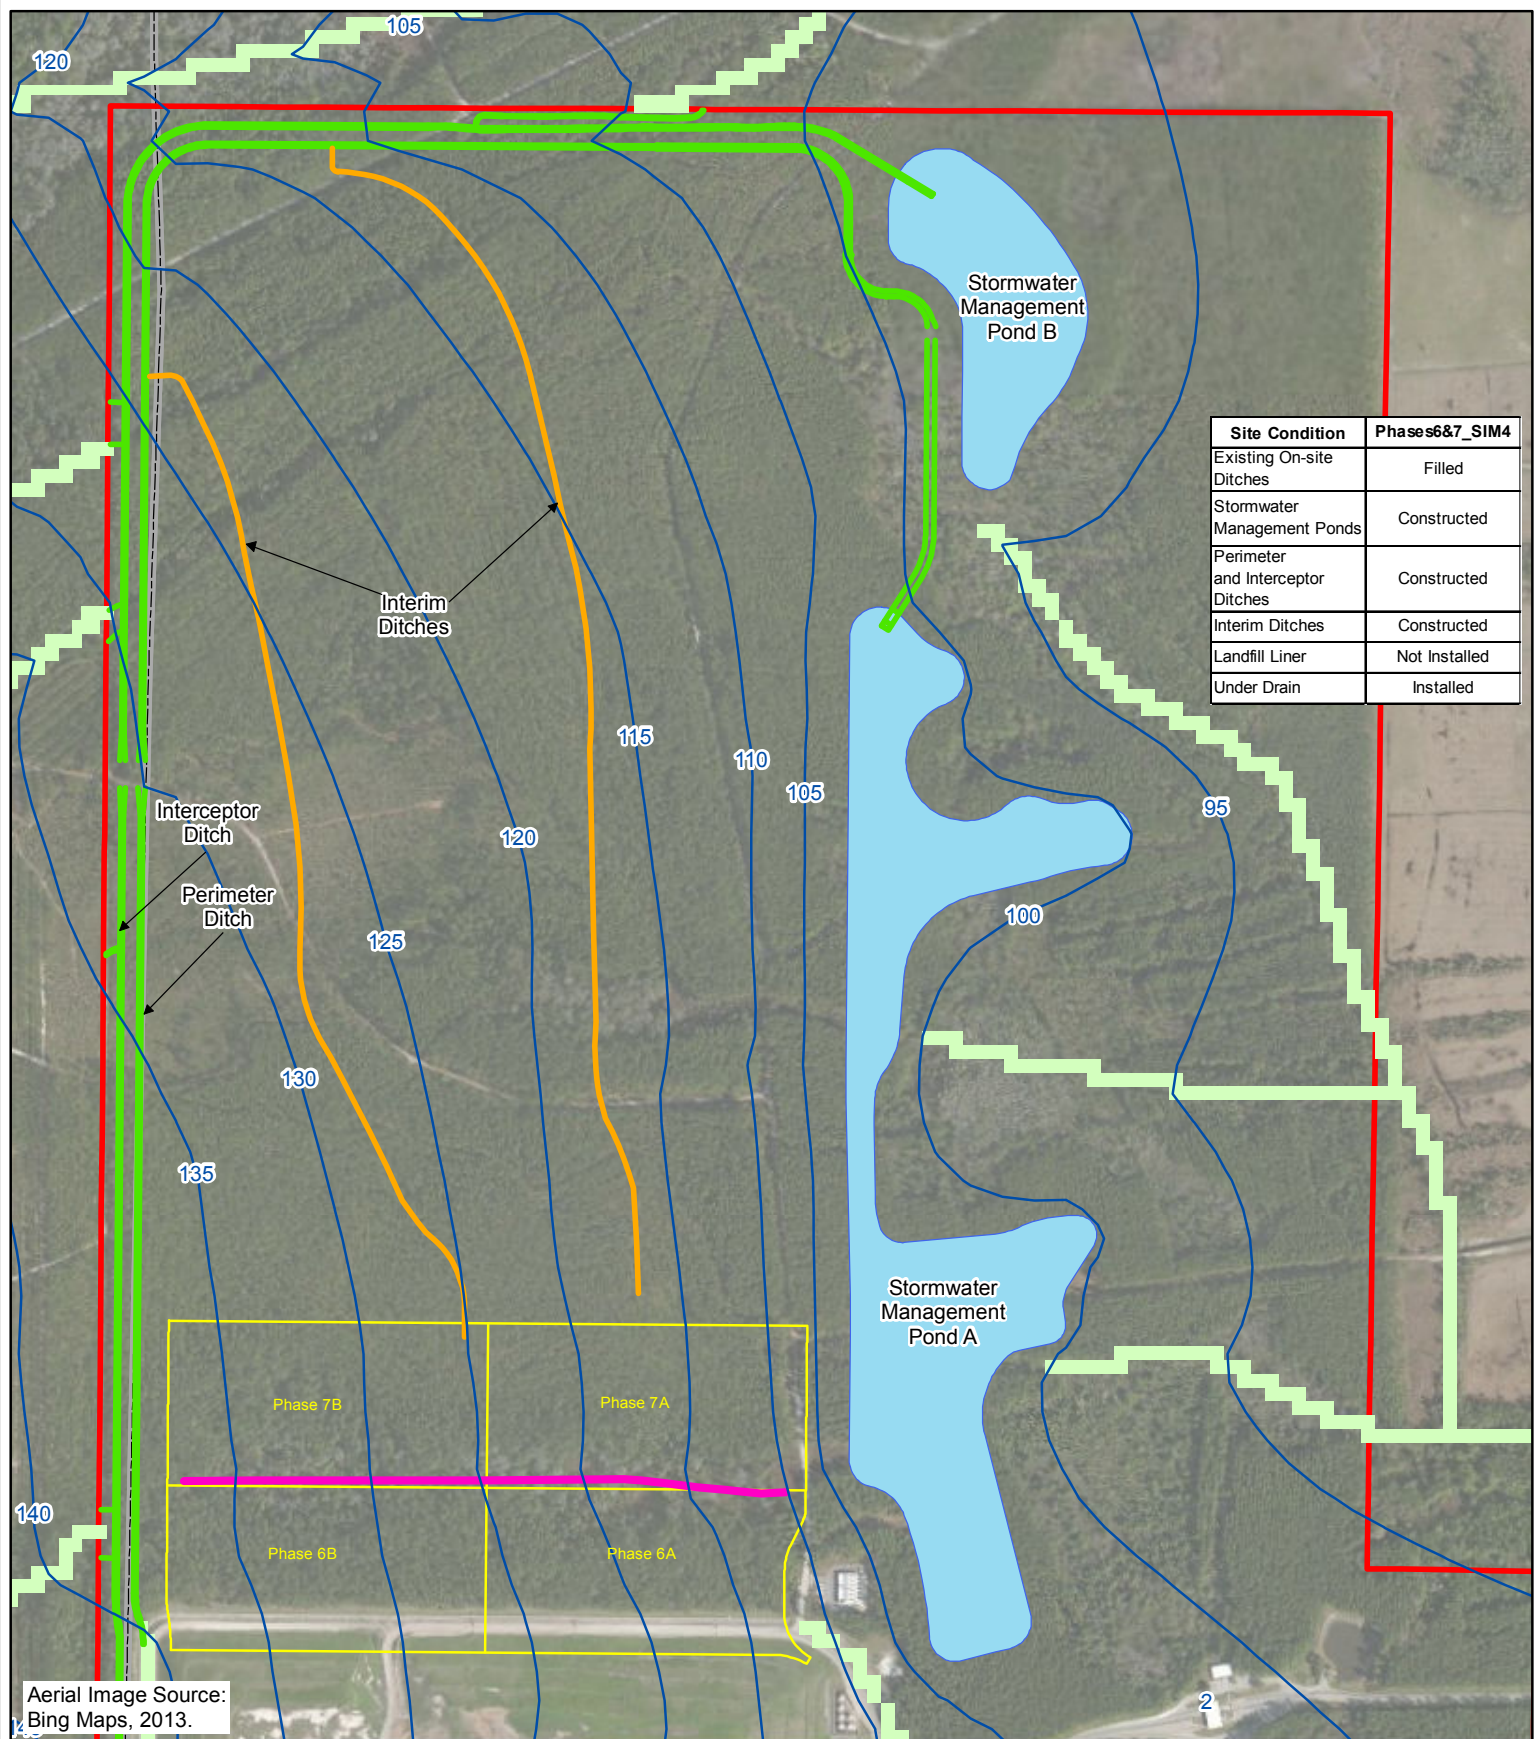 105
120
Stormwater
Management
Pond B
Site Condition Phases6&7_SIM4
Existing On-site
Ditches
Filled
Stormwater
Management Ponds
Constructed
Perimeter
and Interceptor
Ditches
Constructed
Interim Ditches Constructed
Landfill Liner Not Installed
Under Drain Installed
Interim
Ditches
115
110
105
95
Interceptor
Ditch
120
Perimeter
Ditch
125
100
130
135
Stormwater
Management
Pond A
Phase 7B
Phase 7A
140
Phase 6B
Phase 6A
Aerial Image Source:
Bing Maps, 2013.
2